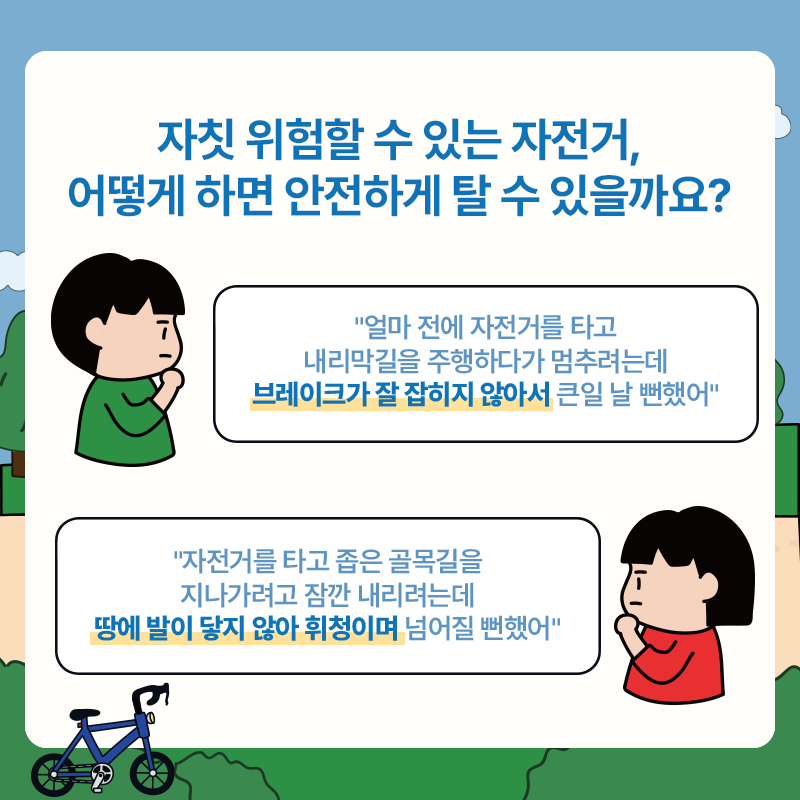 자칫 위험할 수 있는 자전거,
어떻게 하면 안전하게 탈 수 있을까요?
"얼마 전에 자전거를 타고
내리막길을 주행하다가 멈추려는데
브레이크가 잘 잡히지 않아서 큰일 날 뻔했어"
"자전거를 타고 좁은 골목길을
지나가려고 잠깐 내리려는데
땅에 발이 닿지 않아 휘청이며 넘어질 뻔했어"